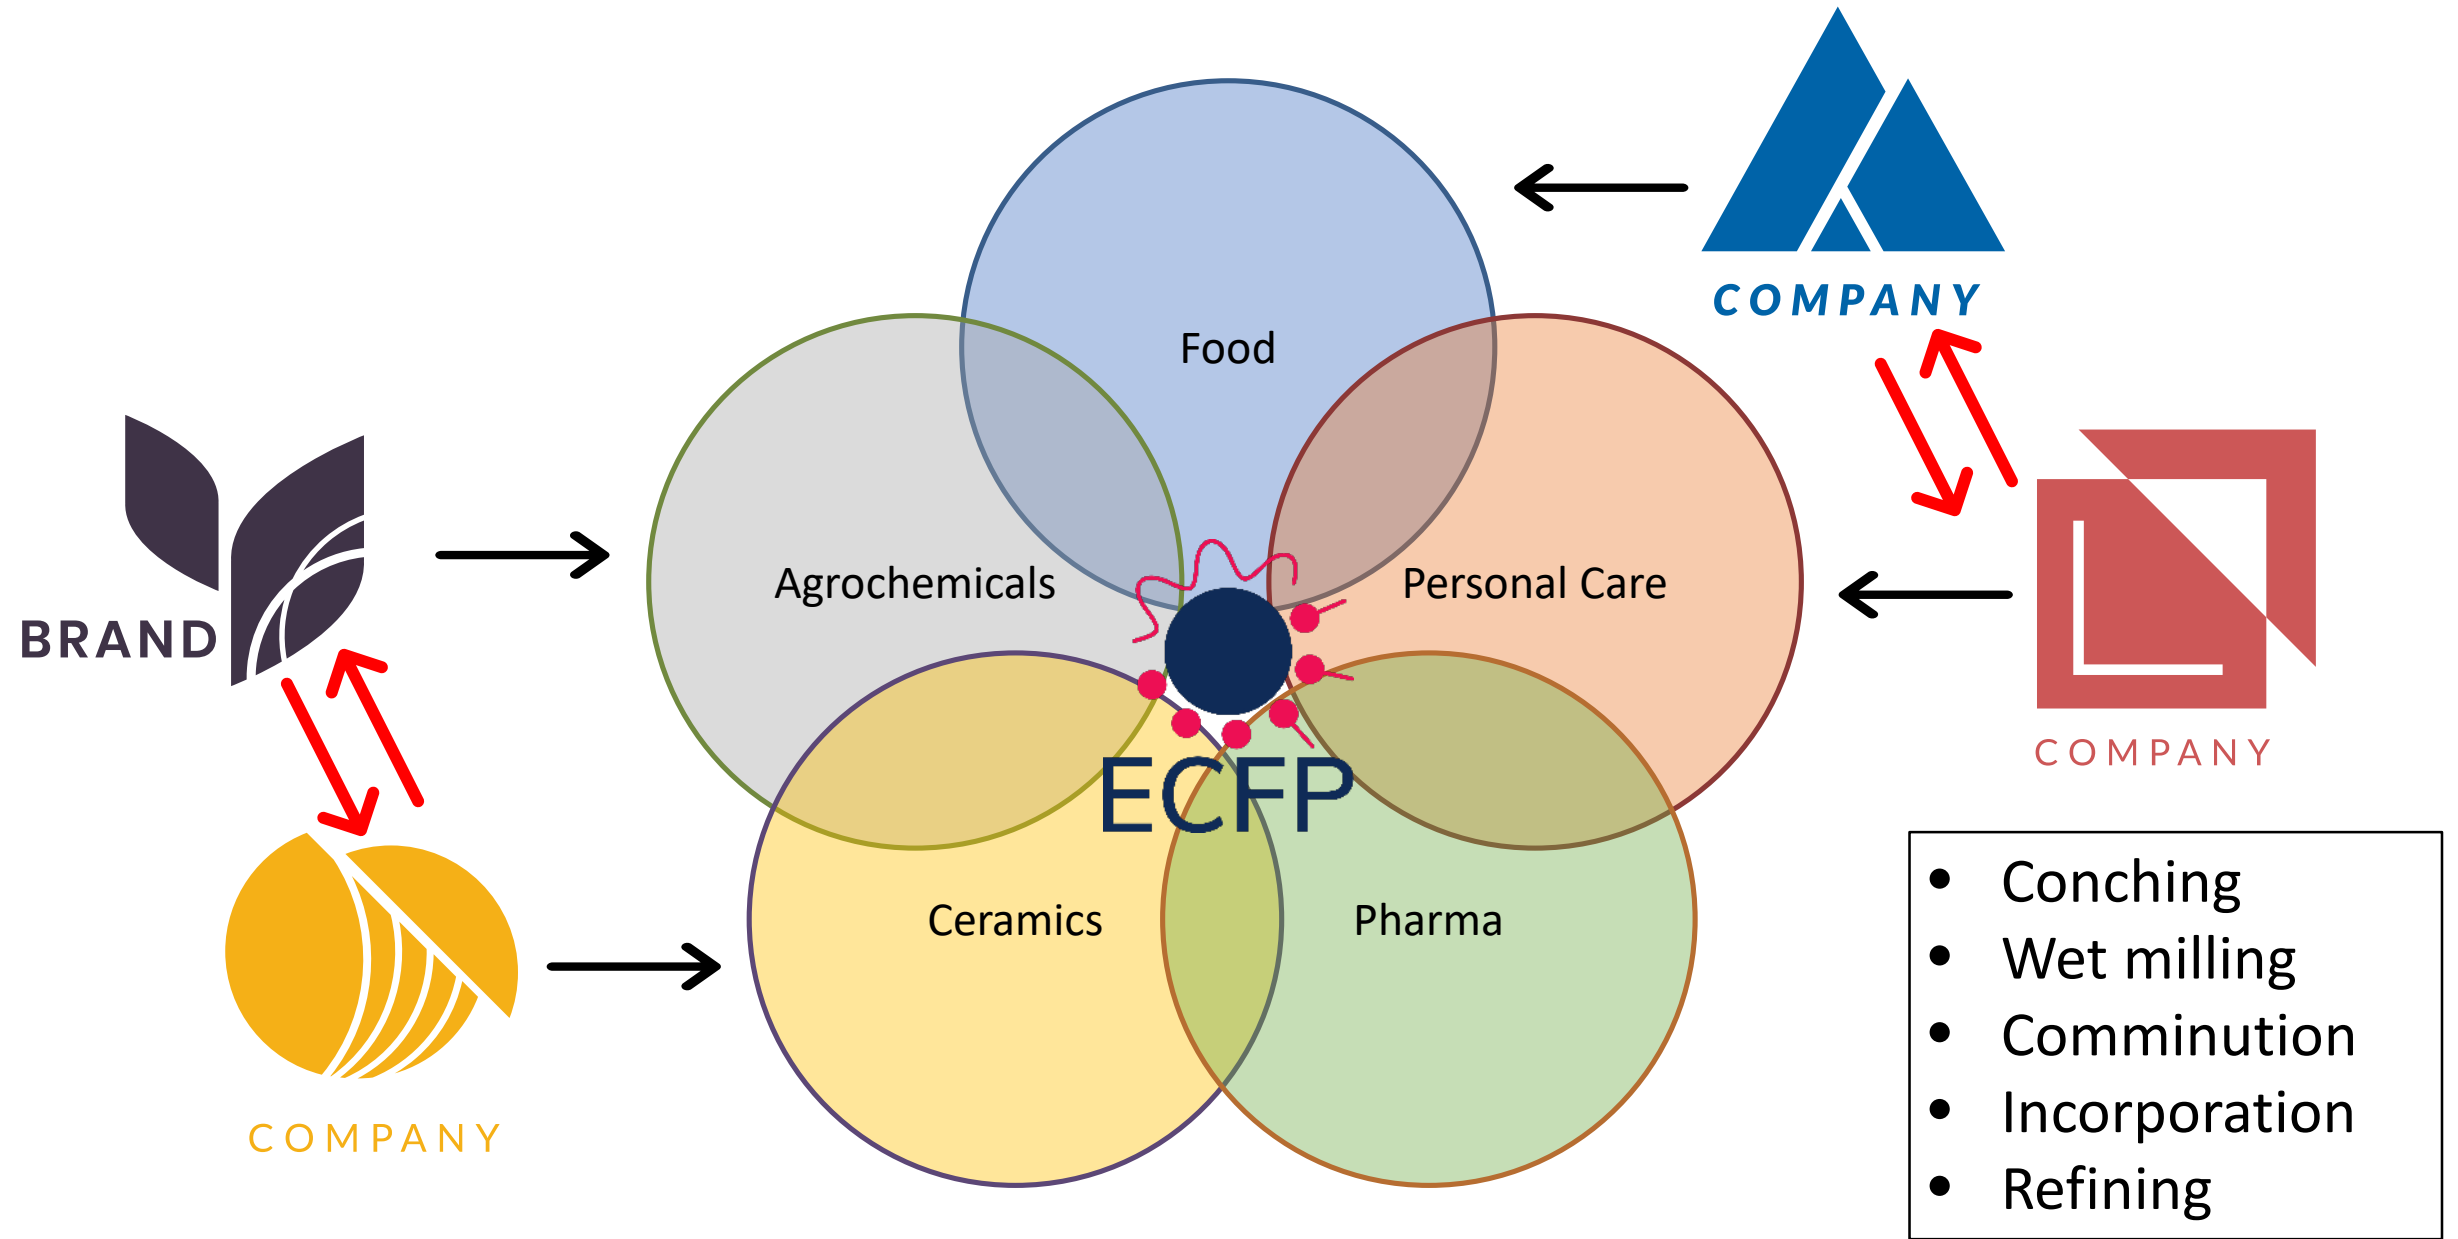 COMPANY
Food
Agrochemicals
Personal Care
BRAND
COMPANY
ECFP
Ceramics
Pharma
COMPANY
• Conching
• Wet milling
• Comminution
• Incorporation
• Refining